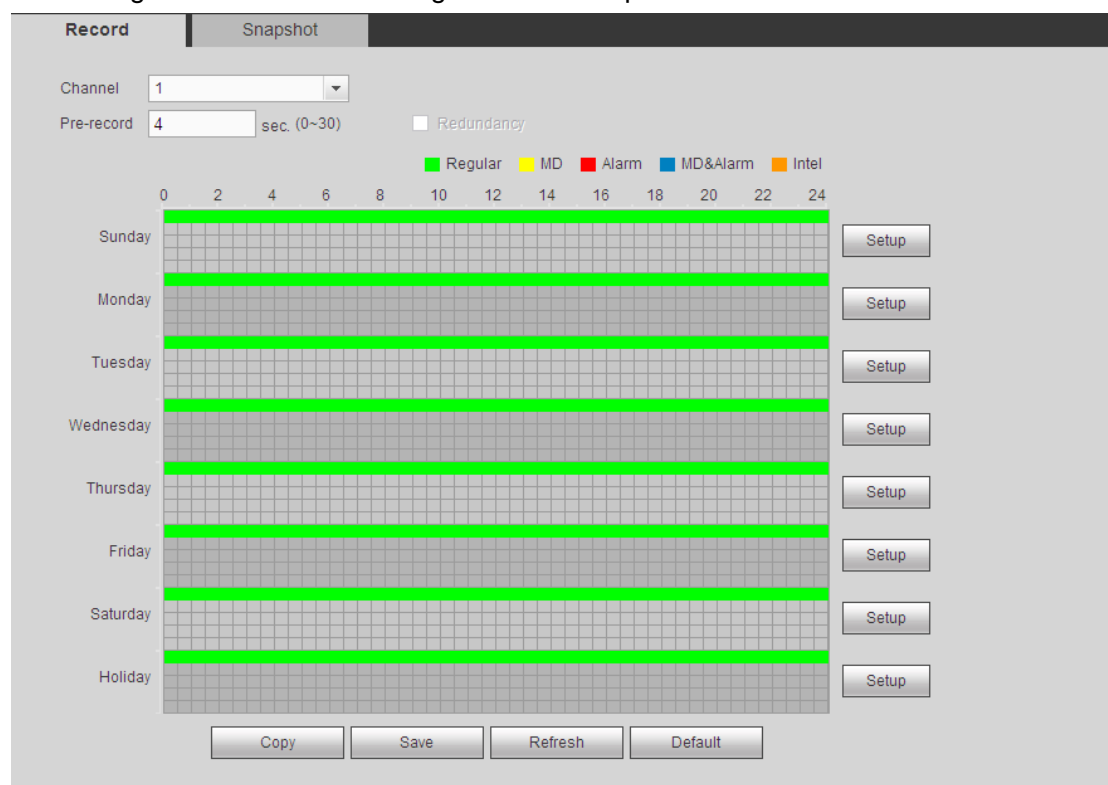 Record Snapshot
Channel 1
Pre-record 4 sec. (0~30) Redundancy
Regular MD Alarm MD&Alarm Intel
0 2 4 6 8 10 12 14 16 18 20 22 24
Sunday Setup
Monday Setup
Tuesday Setup
Wednesday Setup
Thursday Setup
Friday Setup
Saturday Setup
Holiday Setup
Copy Save Refresh Default